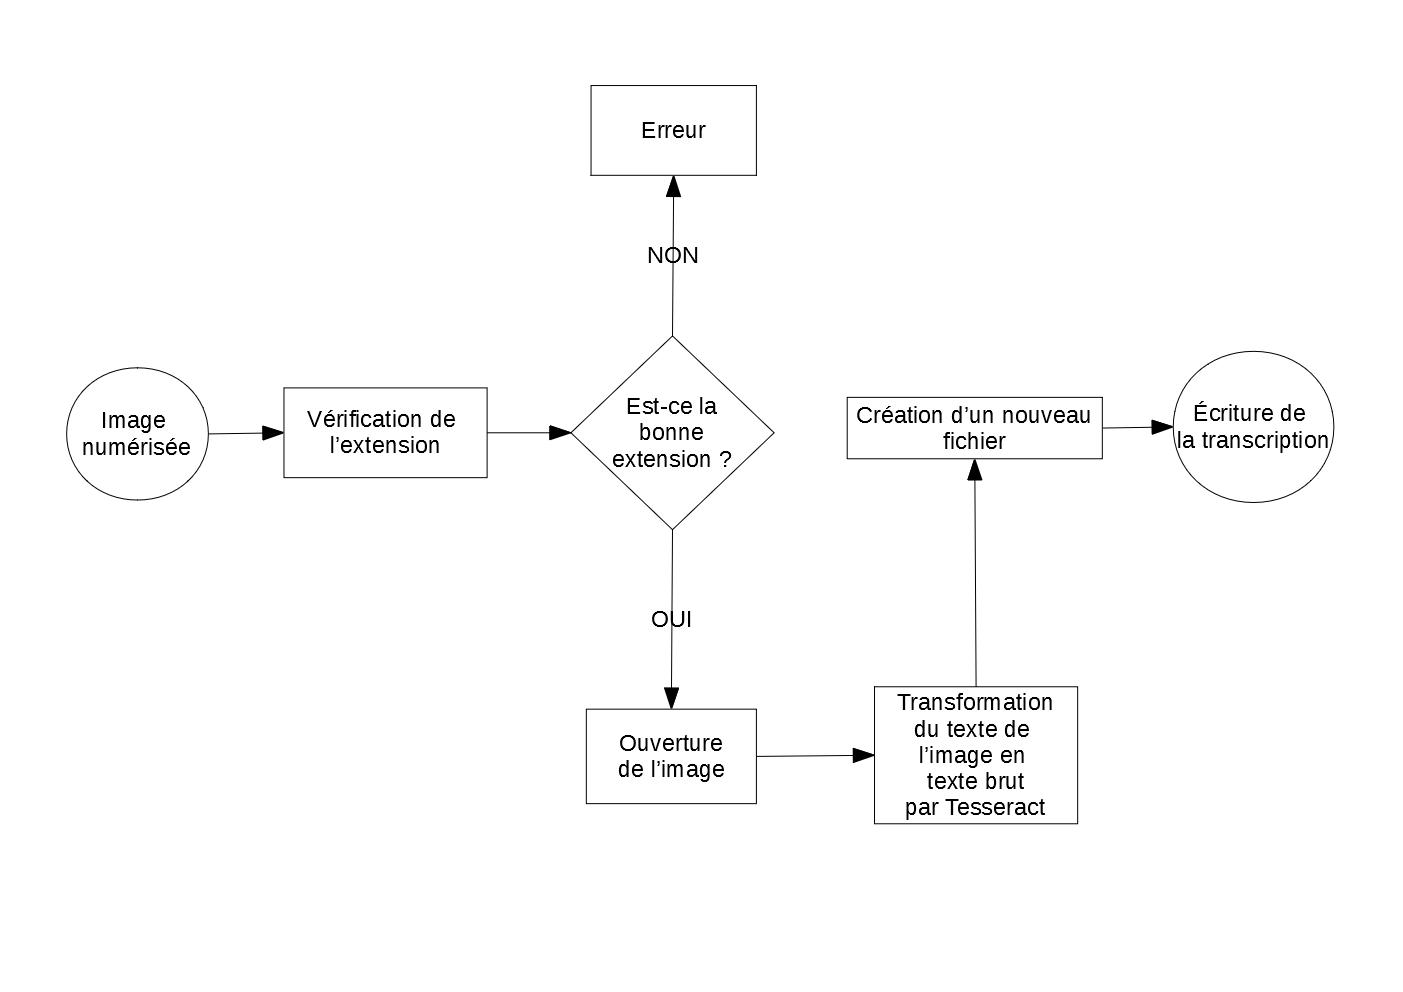 Erreur
NON
Image
numérisée
Vérification de
l’extension
Est-ce la
bonne
extension ?
OUI
Ouverture
de l’image
Transformation
du texte de
l’image en
texte brut
par Tesseract
Création d’un nouveau
fichier
Écriture de
la transcription